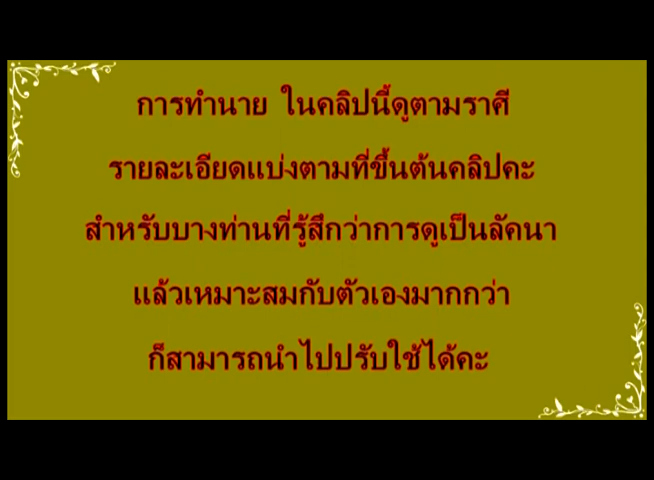 การทำนาย ในคลิปนี้ดูตามราศี
รายละเอียดแบ่งตามที่ขึ้นต้นคลิปคะ
สำหรับบางท่านที่รู้สึกว่าการดูเป็นลัคนา
แล้วเหมาะสมกับตัวเองมากกว่า
ก็สามารถนำไปปรับใช้ได้คะ